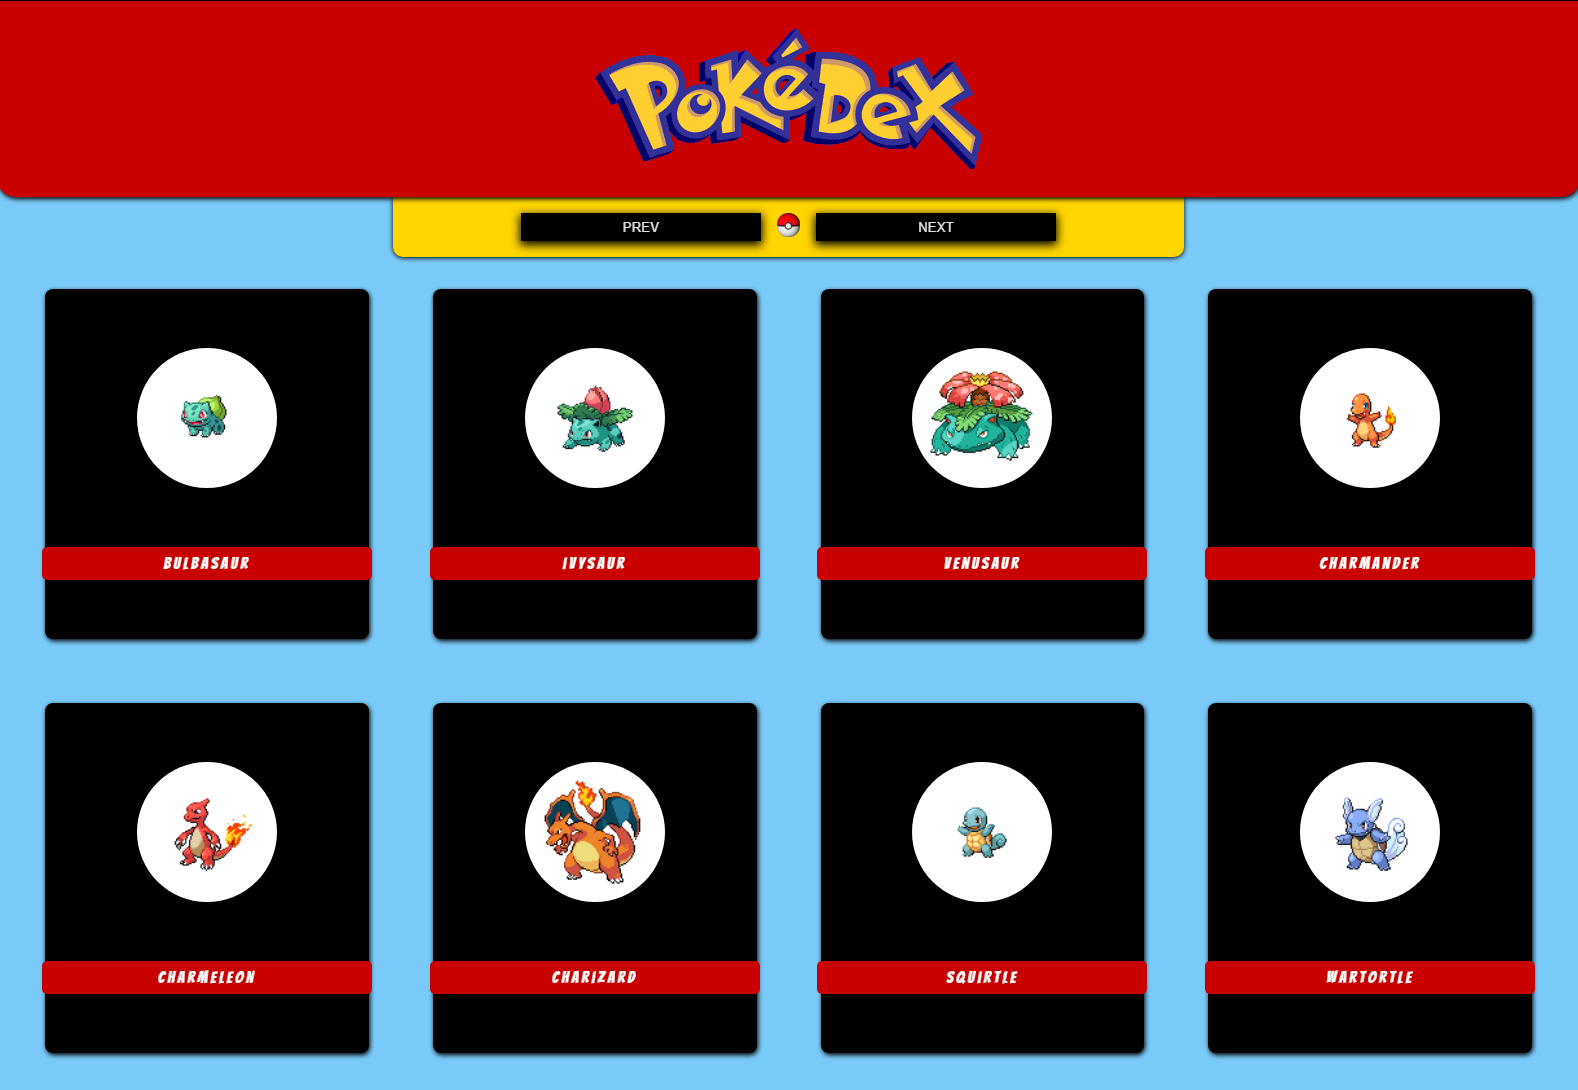 PokéDex
PREV NEXT
BULBASAUR IVYSAUR VENUSAUR CHARMANDER
CHARMELEON CHARIZARD SQUIRTLE WARTORTLE